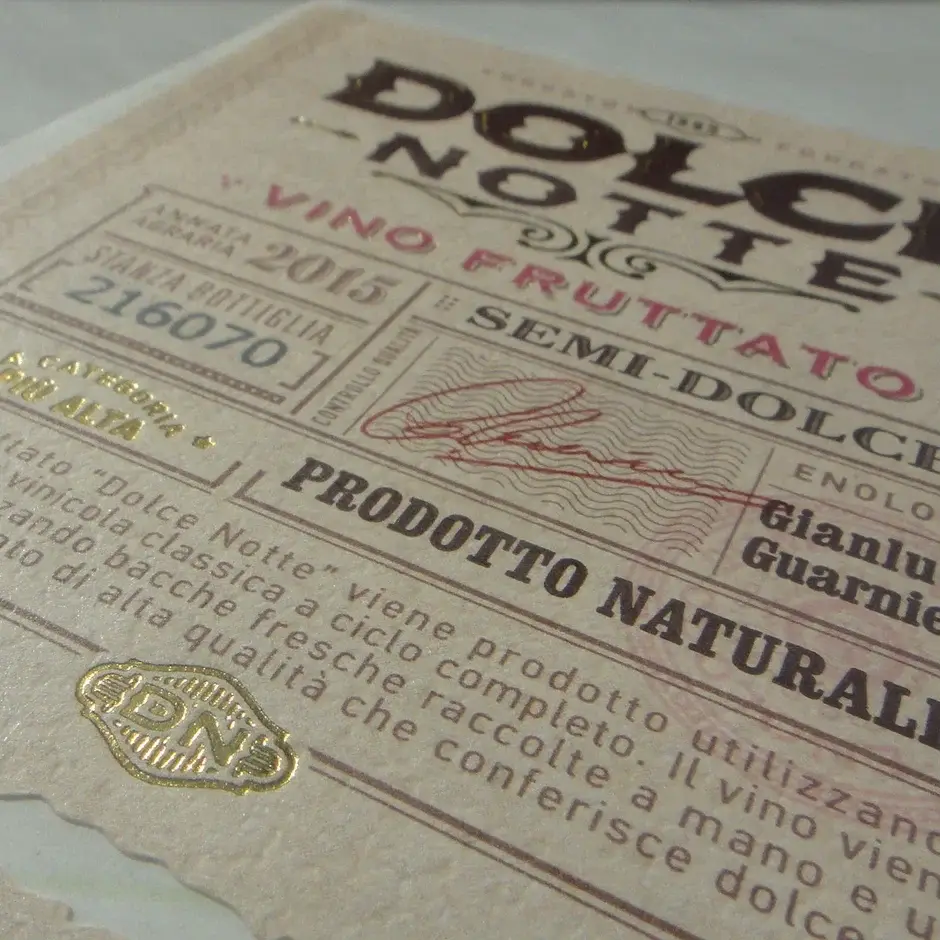 DOLC
NOTTE
VINO FRUTTATO
ANNATA
AGRARIA 2015
STANZA BOTTIGLIA
216070
CONTROLLO QUALITÀ
SEMI-DOLCE
ENOLO
Gianlu
Guarnie
CATEGORIA
PIÙ ALTA
PRODOTTO NATURALE
"Dolce Notte" viene prodotto utilizzand
vinicola classica a ciclo completo. Il vino vien
zando bacche fresche raccolte a mano e u
ato di alta qualità che conferisce dolce
DN